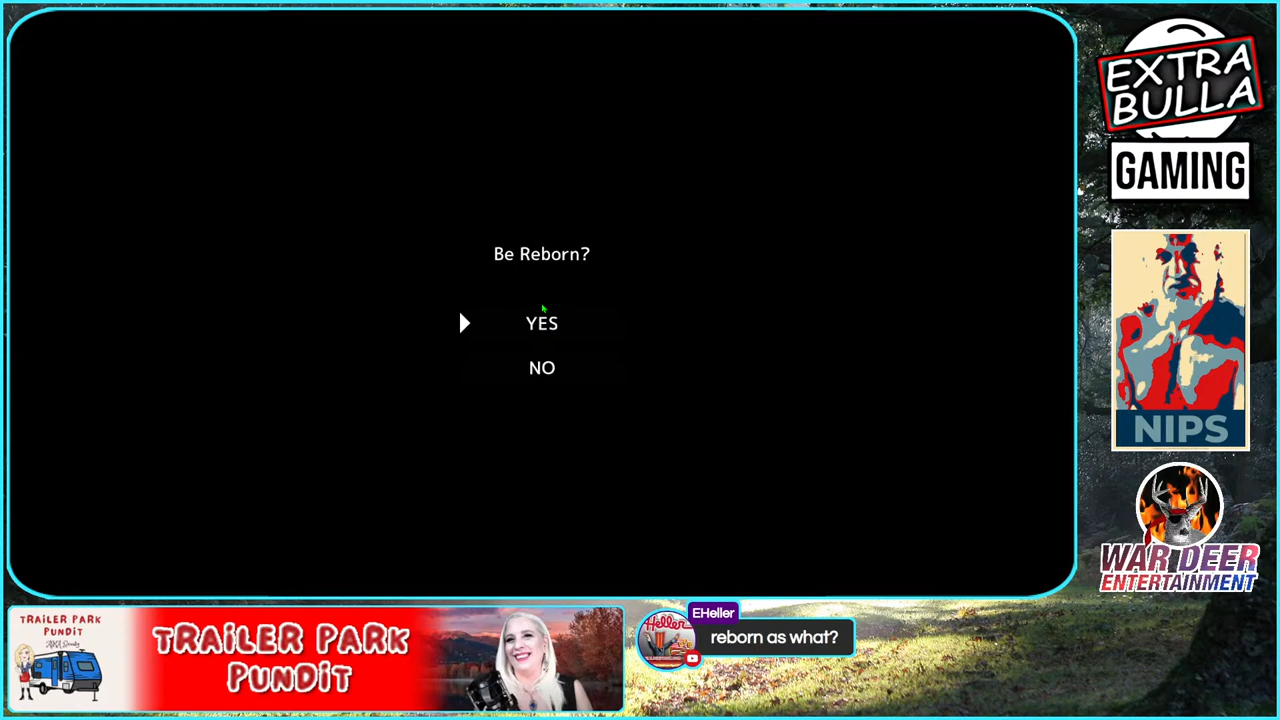 Be Reborn?
YES
NO
EXTRA
BULLA
GAMING
NIPS
WAR DEER
ENTERTAINMENT
TRAILER PARK
PUNDIT
TRAILER PARK
PUNDIT
EHeller
Heller
reborn as what?